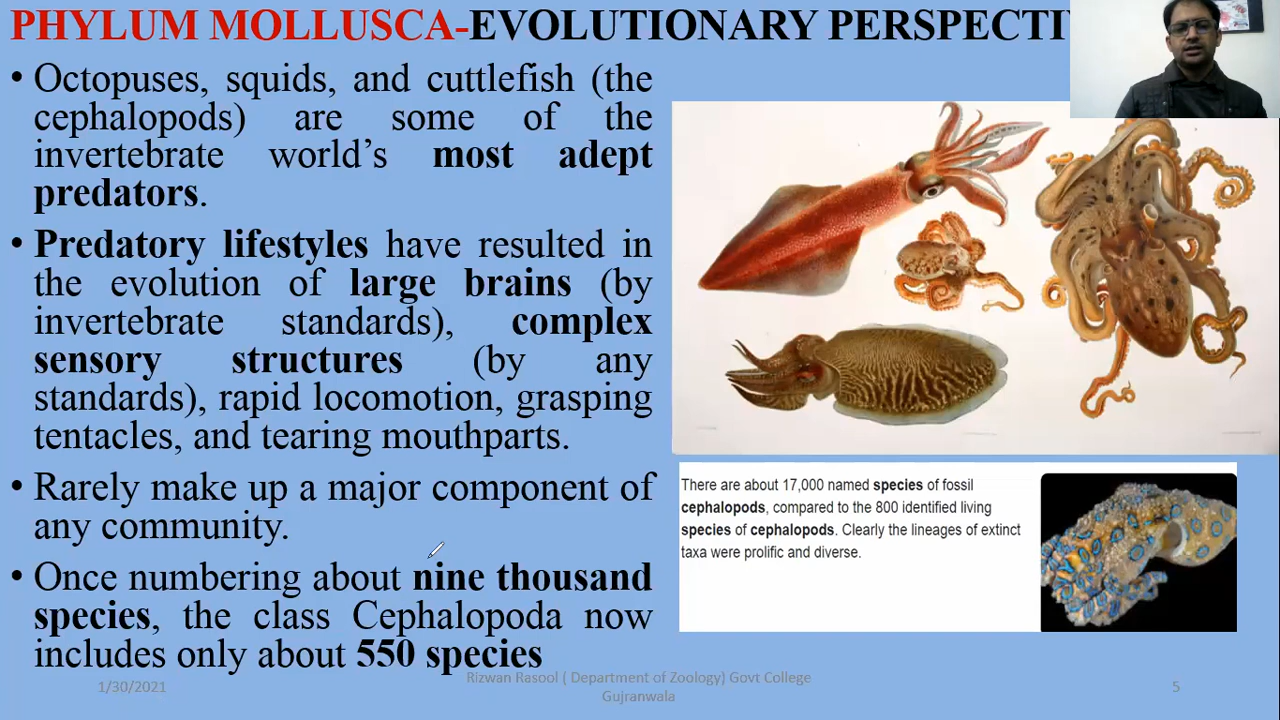 PHYLUM MOLLUSCA-EVOLUTIONARY PERSPECTI
• Octopuses, squids, and cuttlefish (the
cephalopods) are some of the
invertebrate world’s most adept
predators.
• Predatory lifestyles have resulted in
the evolution of large brains (by
invertebrate standards), complex
sensory structures (by any
standards), rapid locomotion, grasping
tentacles, and tearing mouthparts.
• Rarely make up a major component of
any community.
• Once numbering about nine thousand
species, the class Cephalopoda now
includes only about 550 species
There are about 17,000 named species of fossil
cephalopods, compared to the 800 identified living
species of cephalopods. Clearly the lineages of extinct
taxa were prolific and diverse.
1/30/2021
Rizwan Rasool ( Department of Zoology) Govt College
Gujranwala
5